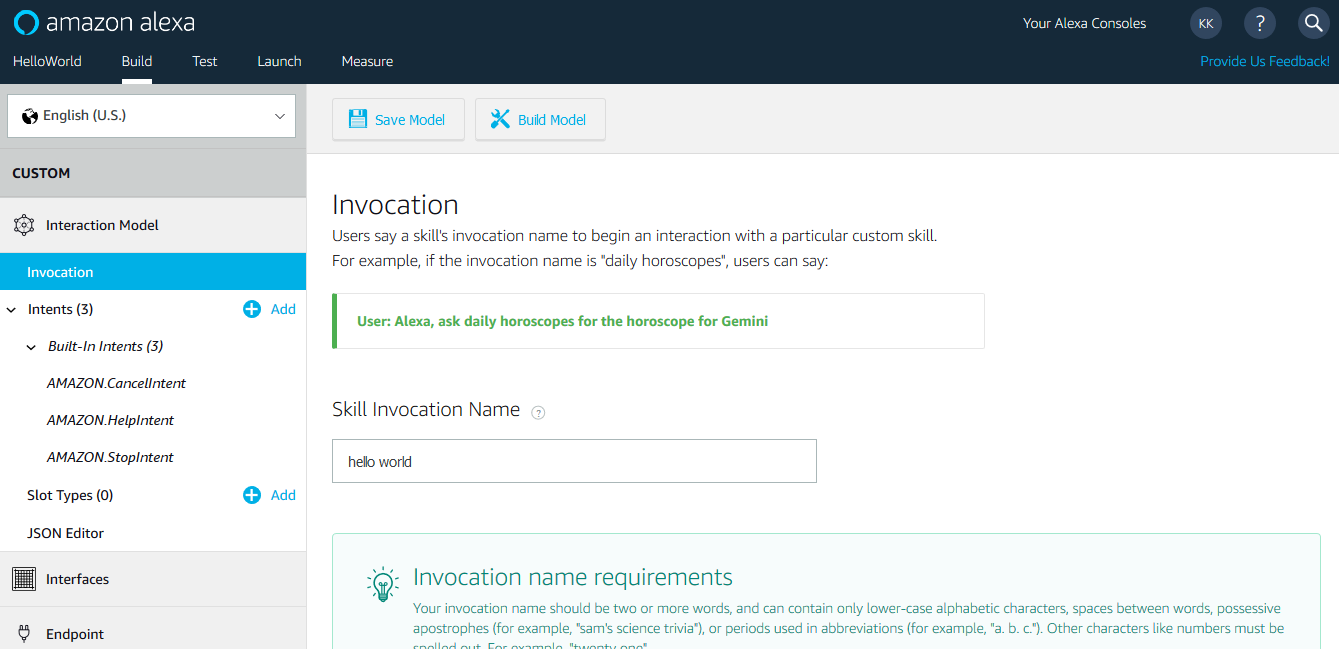 amazon alexa
Your Alexa Consoles
KK
?
HelloWorld
Build
Test
Launch
Measure
Provide Us Feedback!
English (U.S.)
Save Model
Build Model
CUSTOM
Interaction Model
Invocation
Intents (3)
Add
Built-In Intents (3)
AMAZON.CancelIntent
AMAZON.HelpIntent
AMAZON.StopIntent
Slot Types (0)
Add
JSON Editor
Interfaces
Endpoint
Invocation
Users say a skill's invocation name to begin an interaction with a particular custom skill.
For example, if the invocation name is "daily horoscopes", users can say:
User: Alexa, ask daily horoscopes for the horoscope for Gemini
Skill Invocation Name
?
hello world
Invocation name requirements
Your invocation name should be two or more words, and can contain only lower-case alphabetic characters, spaces between words, possessive
apostrophes (for example, "sam's science trivia"), or periods used in abbreviations (for example, "a. b. c."). Other characters like numbers must be
spelled out. For example, "twenty one".